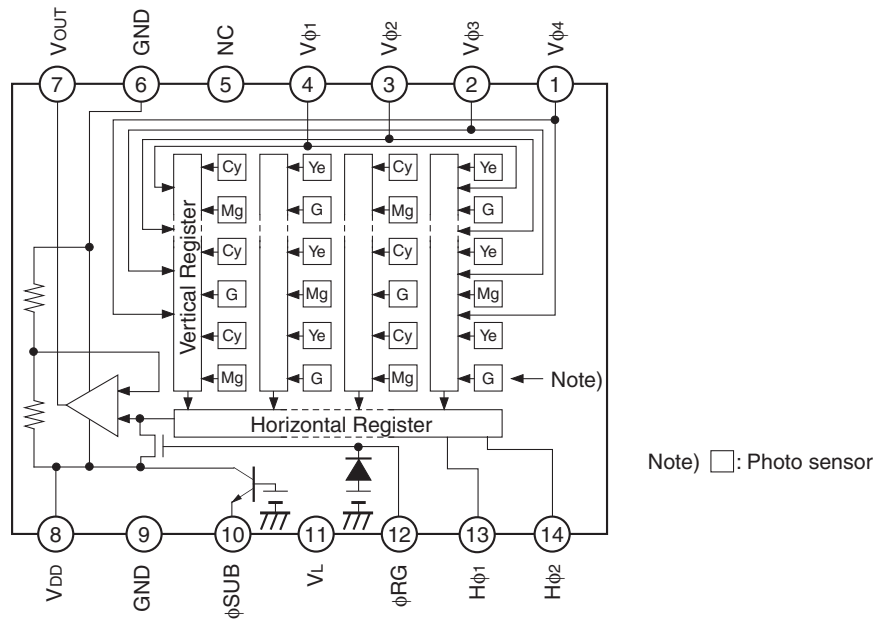 VOUT GND NC Vϕ1 Vϕ2 Vϕ3 Vϕ4
7 6 5 4 3 2 1
Vertical Register
Cy Ye Cy Ye
Mg G Mg G
Cy Ye Cy Ye
G Mg G Mg
Cy Ye Cy Ye
Mg G Mg G
Note)
Horizontal Register
Note) : Photo sensor
8 9 10 11 12 13 14
VDD GND ϕSUB VL ϕRG Hϕ1 Hϕ2